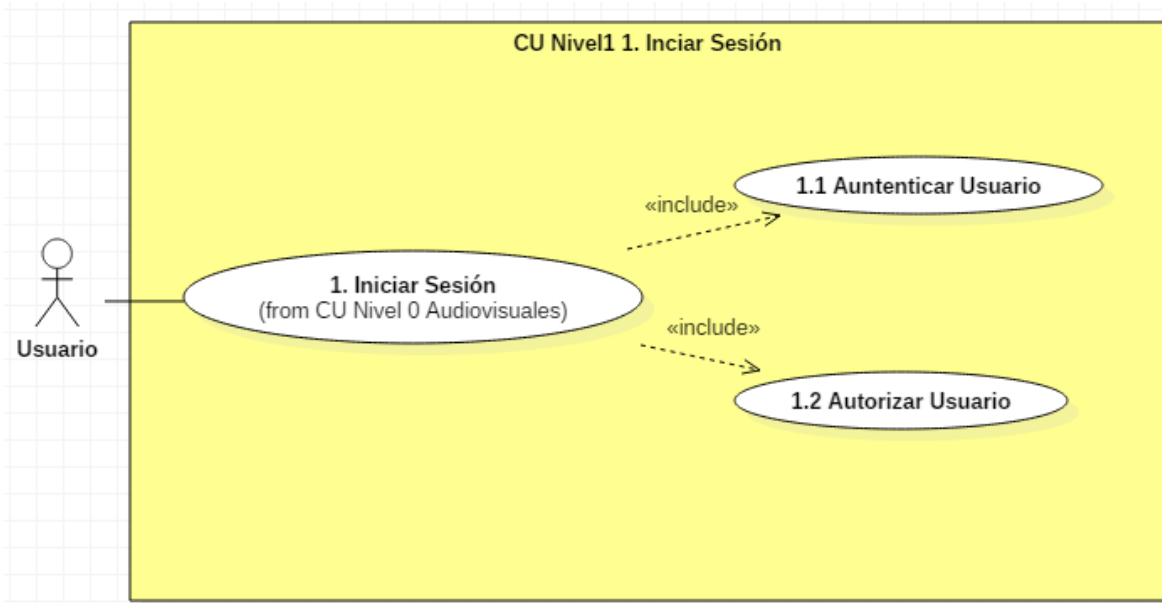 CU Nivel1 1. Inciar Sesión
1.1 Auntenticar Usuario
«include»
1. Iniciar Sesión
(from CU Nivel 0 Audiovisuales)
«include»
Usuario
1.2 Autorizar Usuario